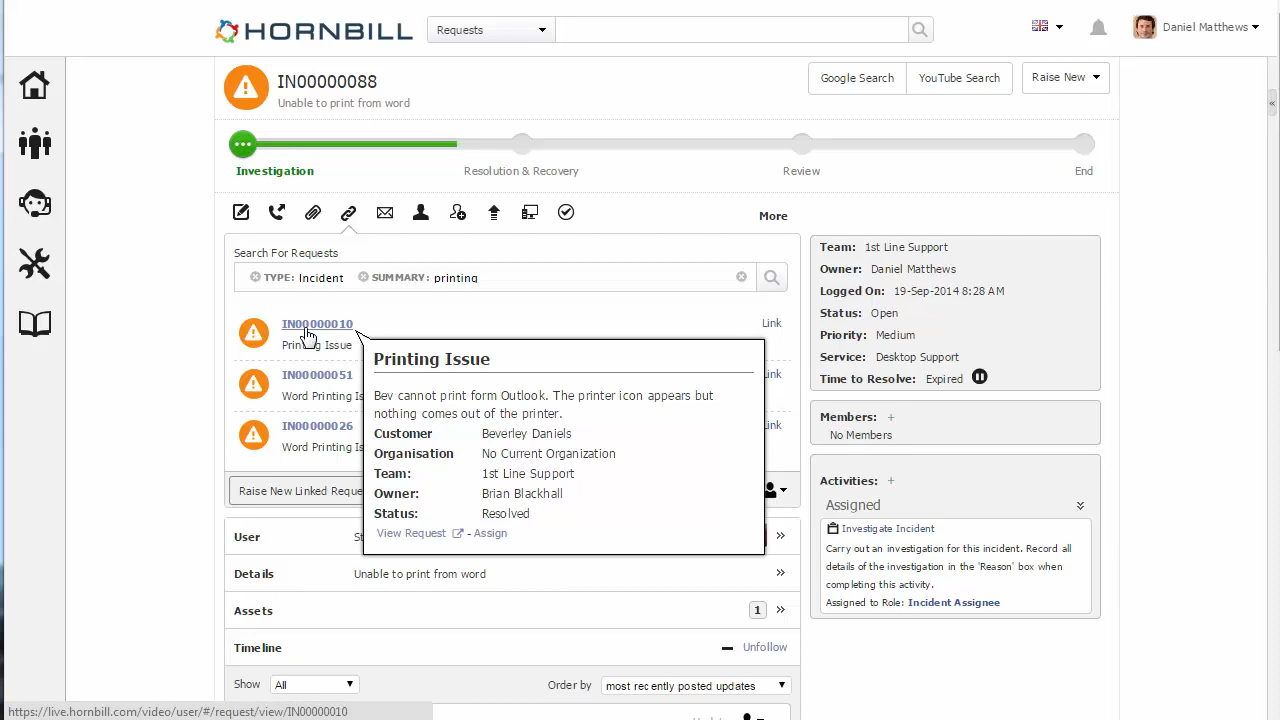 HORNBILL
Requests
Daniel Matthews
IN00000088
Unable to print from word
Google Search
YouTube Search
Raise New
Investigation
Resolution & Recovery
Review
End
More
Search For Requests
TYPE: Incident
SUMMARY: printing
IN00000010
Link
Printing Issue
IN00000051
Link
Word Printing Is
IN00000026
Link
Word Printing Is
Raise New Linked Reque
Printing Issue
Bev cannot print form Outlook. The printer icon appears but
nothing comes out of the printer.
Customer Beverley Daniels
Organisation No Current Organization
Team: 1st Line Support
Owner: Brian Blackhall
Status: Resolved
View Request - Assign
User St
Details Unable to print from word
Assets 1
Timeline Unfollow
Show All
Order by most recently posted updates
Team: 1st Line Support
Owner: Daniel Matthews
Logged On: 19-Sep-2014 8:28 AM
Status: Open
Priority: Medium
Service: Desktop Support
Time to Resolve: Expired
Members: +
No Members
Activities: +
Assigned
Investigate Incident
Carry out an investigation for this incident. Record all
details of the investigation in the 'Reason' box when
completing this activity.
Assigned to Role: Incident Assignee
https://live.hornbill.com/video/user/#/request/view/IN00000010